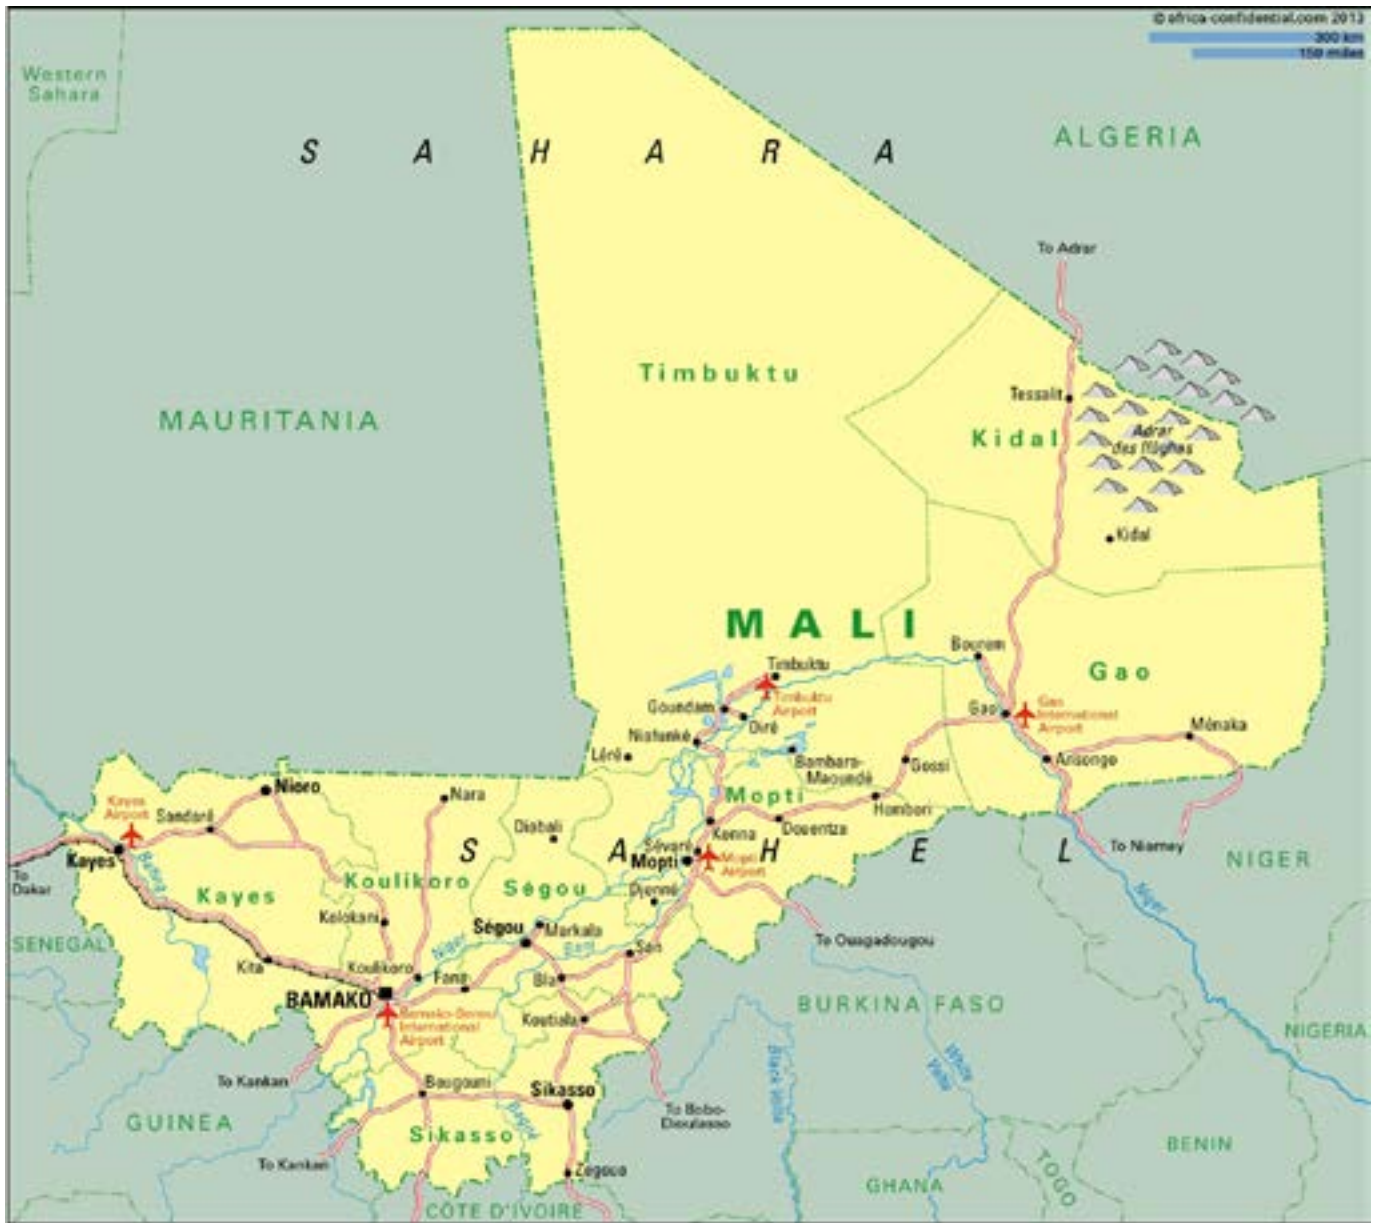 © africa-confidential.com 2013
300 km
150 miles
Western
Sahara
ALGERIA
S A H A R A
To Adrar
Timbuktu
Tessalit
MAURITANIA
Kidal
Adrar
des Ifôghas
Kidal
MALI
Bourem
Timbuktu
Gao
Timbuktu
Airport
Goundam
Diré
Gao
Gao
International
Airport
Ménaka
Niafunké
Léré
Bambara-
Maoundé
Gossi
Ansongo
Nioro
Nara
Mopti
Hombori
Kayes
Airport
Sandaré
Diabali
Konna
Douentza
Kayes
S A H E L
Sévaré
Mopti
Mopti
Airport
To Niamey
NIGER
To
Dakar
Bafing
Kayes
Koulikoro
Ségou
Djenné
Niger
Kolokani
Ségou
Markala
SENEGAL
Niger
Bani
San
To Ouagadougou
Kita
Koulikoro
Fana
Bla
BAMAKO
BURKINA FASO
Bamako-Senou
International
Airport
Koutiala
NIGERIA
To Kankan
Bougouni
Sikasso
Black Volta
White
Volta
GUINEA
Sikasso
Bagoé
To Bobo-
Dioulasso
BENIN
To Kankan
Zégoua
TOGO
GHANA
CÔTE D'IVOIRE